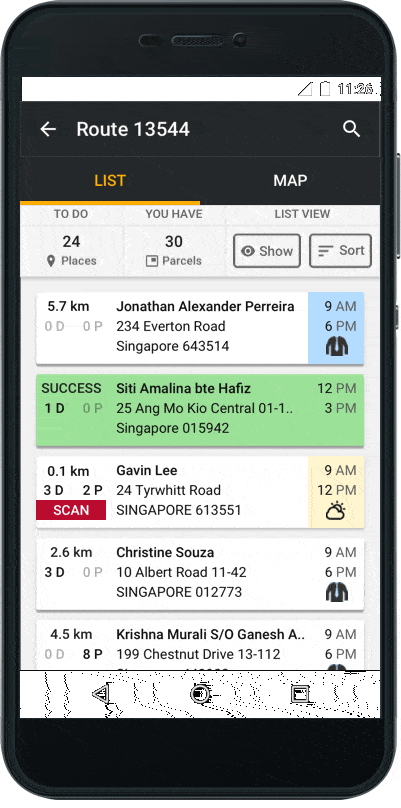 11:26
Route 13544
LIST MAP
TO DO YOU HAVE LIST VIEW
24 30 Show Sort
Places Parcels
5.7 km Jonathan Alexander Perreira 9 AM
0 D 0 P 234 Everton Road 6 PM
Singapore 643514
SUCCESS Siti Amalina bte Hafiz 12 PM
1 D 0 P 25 Ang Mo Kio Central 01-1.. 3 PM
Singapore 015942
0.1 km Gavin Lee 9 AM
3 D 2 P 24 Tyrwhitt Road 12 PM
SCAN SINGAPORE 613551
2.6 km Christine Souza 9 AM
3 D 0 P 10 Albert Road 11-42 6 PM
SINGAPORE 012773
4.5 km Krishna Murali S/O Ganesh A.. 9 AM
0 D 8 P 199 Chestnut Drive 13-112 6 PM